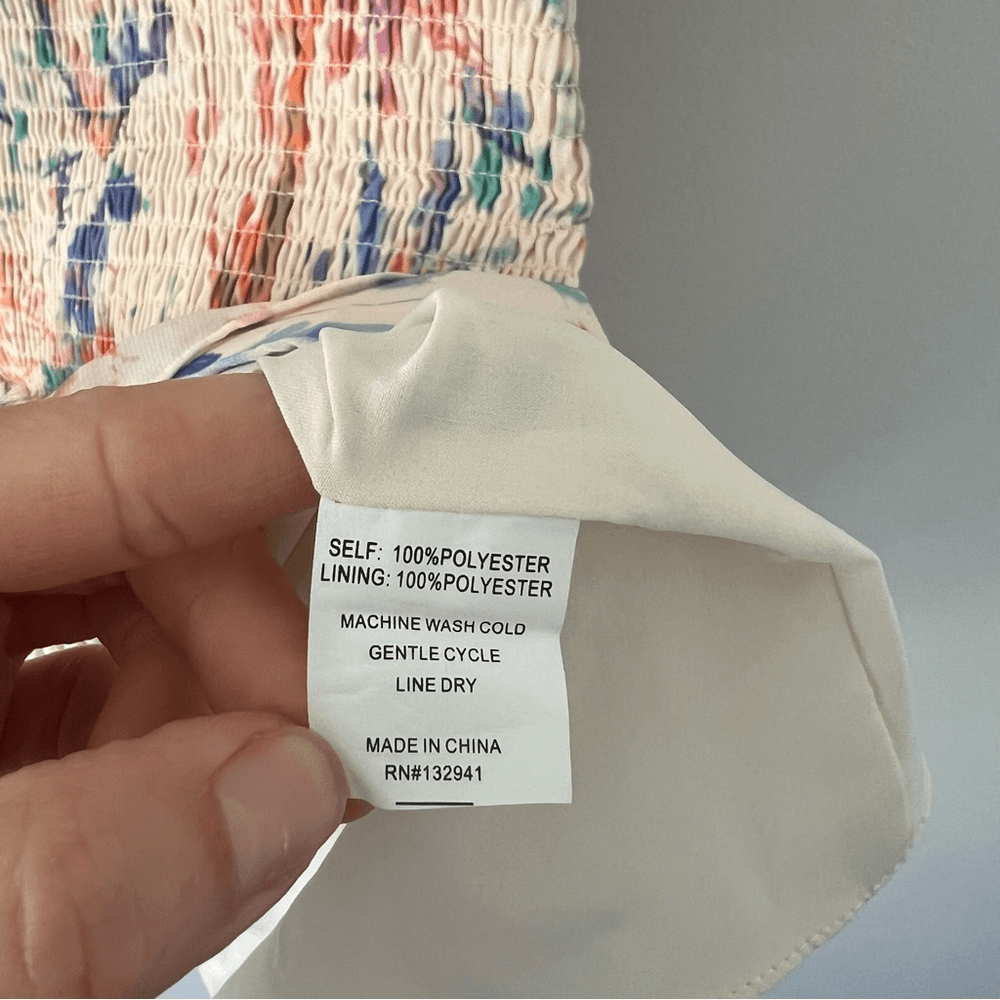 SELF: 100%POLYESTER
LINING: 100%POLYESTER
MACHINE WASH COLD
GENTLE CYCLE
LINE DRY
MADE IN CHINA
RN#132941